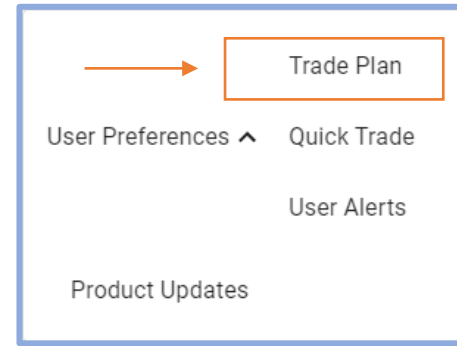 Trade Plan
User Preferences Quick Trade
User Alerts
Product Updates